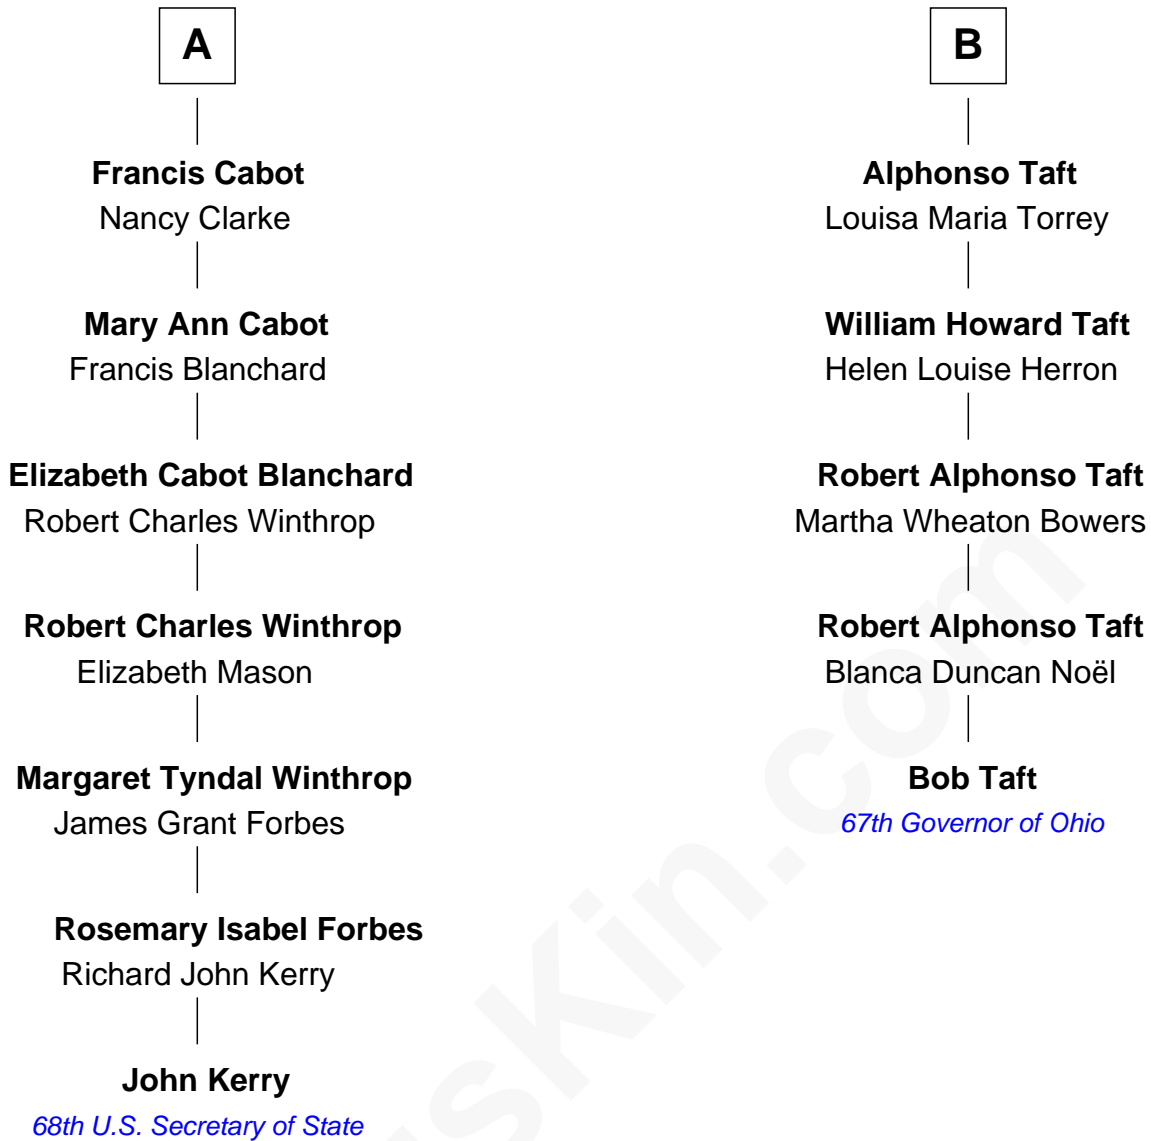 A
Francis Cabot
Nancy Clarke
Mary Ann Cabot
Francis Blanchard
Elizabeth Cabot Blanchard
Robert Charles Winthrop
Robert Charles Winthrop
Elizabeth Mason
Margaret Tyndal Winthrop
James Grant Forbes
Rosemary Isabel Forbes
Richard John Kerry
John Kerry
68th U.S. Secretary of State
B
Alphonso Taft
Louisa Maria Torrey
William Howard Taft
Helen Louise Herron
Robert Alphonso Taft
Martha Wheaton Bowers
Robert Alphonso Taft
Blanca Duncan Noël
Bob Taft
67th Governor of Ohio
usKin.com